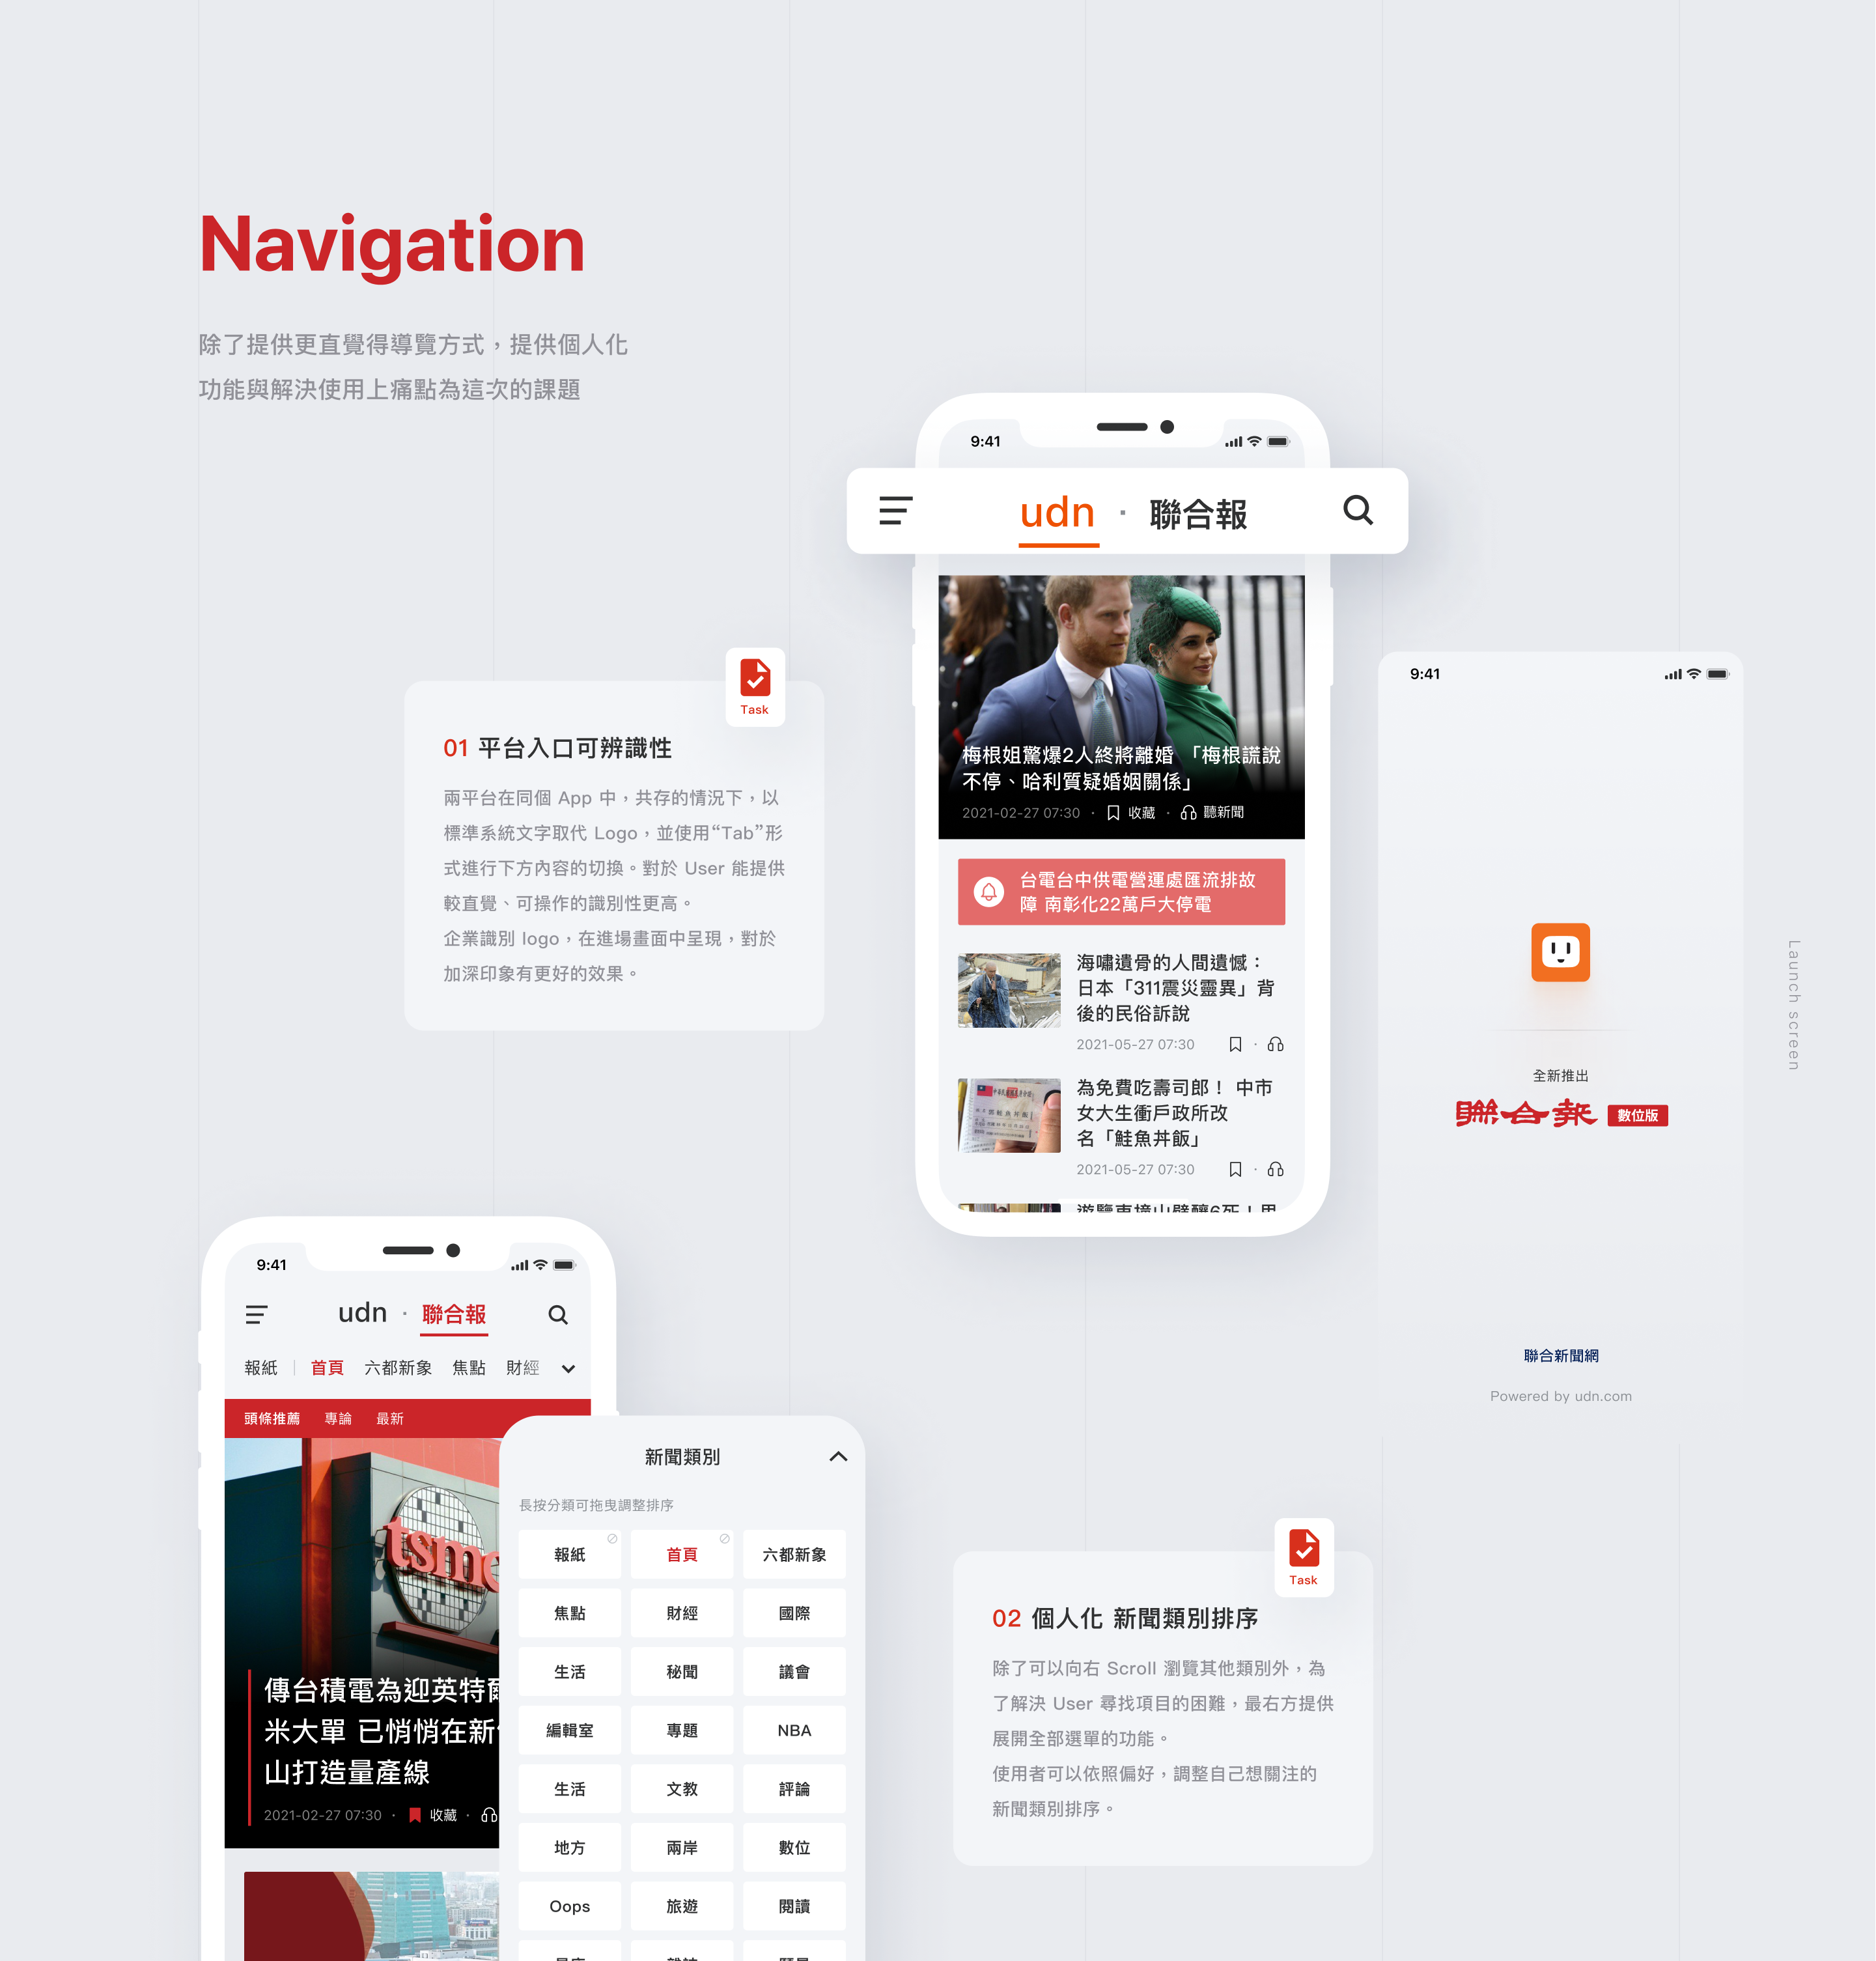 Navigation
除了提供更直覺得導覽方式，提供個人化
功能與解決使用上痛點為這次的課題
9:41
udn · 聯合報
梅根姐驚爆2人終將離婚 「梅根謊說
不停、哈利質疑婚姻關係」
2021-02-27 07:30 · 收藏 · 聽新聞
台電台中供電營運處匯流排故
障 南彰化22萬戶大停電
海嘯遺骨的人間遺憾：
日本「311震災靈異」背
後的民俗訴說
2021-05-27 07:30
為免費吃壽司郎！ 中市
女大生衝戶政所改
名「鮭魚丼飯」
2021-05-27 07:30
Task
01 平台入口可辨識性
兩平台在同個 App 中，共存的情況下，以
標準系統文字取代 Logo，並使用“Tab”形
式進行下方內容的切換。對於 User 能提供
較直覺、可操作的識別性更高。
企業識別 logo，在進場畫面中呈現，對於
加深印象有更好的效果。
9:41
全新推出
聯合報 數位版
聯合新聞網
Powered by udn.com
Launch screen
9:41
udn · 聯合報
報紙 首頁 六都新象 焦點 財經
頭條推薦 專論 最新
tsmc
傳台積電為迎英特爾
米大單 已悄悄在新
山打造量產線
2021-02-27 07:30 · 收藏 ·
新聞類別
長按分類可拖曳調整排序
報紙 首頁 六都新象
焦點 財經 國際
生活 秘聞 議會
編輯室 專題 NBA
生活 文教 評論
地方 兩岸 數位
Oops 旅遊 閱讀
Task
02 個人化 新聞類別排序
除了可以向右 Scroll 瀏覽其他類別外，為
了解決 User 尋找項目的困難，最右方提供
展開全部選單的功能。
使用者可以依照偏好，調整自己想關注的
新聞類別排序。